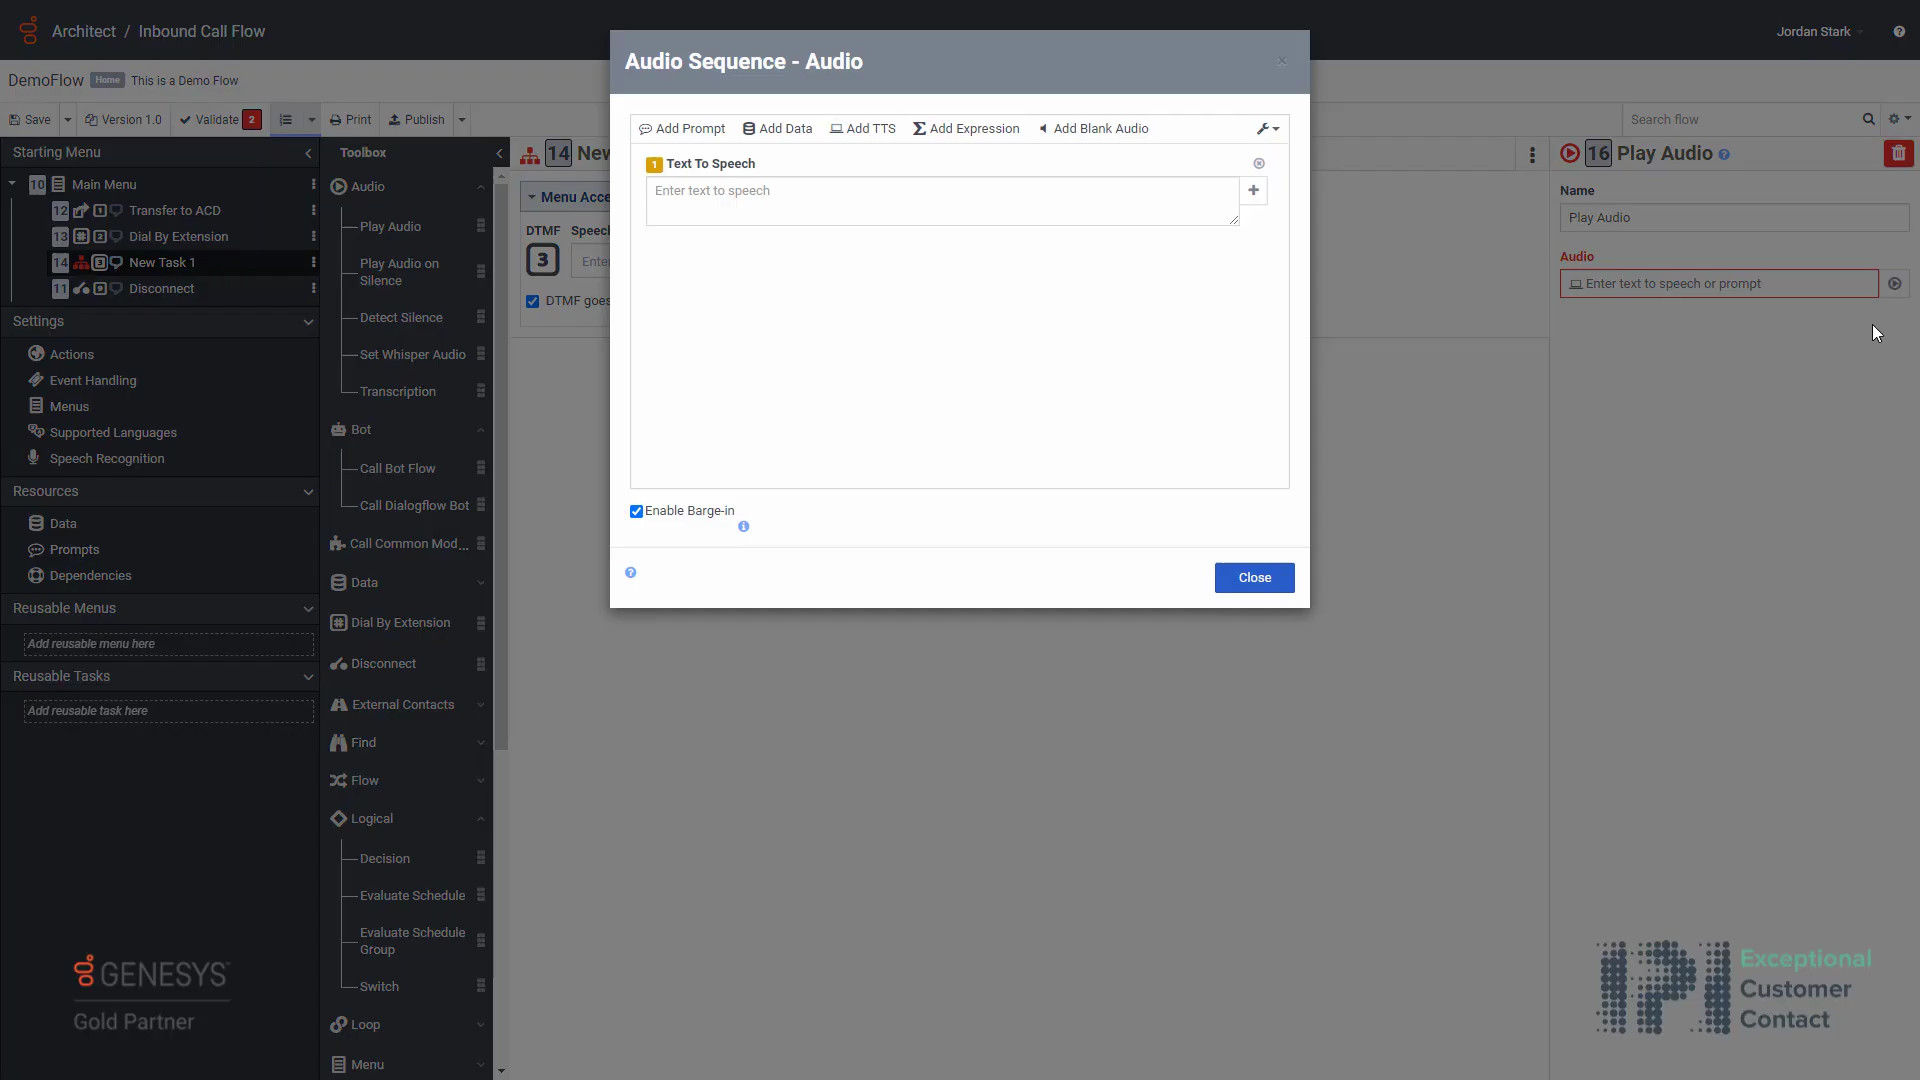 Architect / Inbound Call Flow
Jordan Stark
DemoFlow Home This is a Demo Flow
Save Version 1.0 Validate 2 Print Publish
Search flow
Starting Menu
10 Main Menu
12 1 Transfer to ACD
13 2 Dial By Extension
14 3 New Task 1
11 9 Disconnect
Settings
Actions
Event Handling
Menus
Supported Languages
Speech Recognition
Resources
Data
Prompts
Dependencies
Reusable Menus
Add reusable menu here
Reusable Tasks
Add reusable task here
GENESYS
Gold Partner
Toolbox
Audio
Play Audio
Play Audio on
Silence
Detect Silence
Set Whisper Audio
Transcription
Bot
Call Bot Flow
Call Dialogflow Bot
Call Common Mod...
Data
Dial By Extension
Disconnect
External Contacts
Find
Flow
Logical
Decision
Evaluate Schedule
Evaluate Schedule
Group
Switch
Loop
Menu
14 New
Menu Acce
DTMF Speec
3 Enter
DTMF goes
Audio Sequence - Audio
Add Prompt Add Data Add TTS Add Expression Add Blank Audio
1 Text To Speech
Enter text to speech
Enable Barge-in
Close
16 Play Audio
Name
Play Audio
Audio
Enter text to speech or prompt
IPI
Exceptional
Customer
Contact